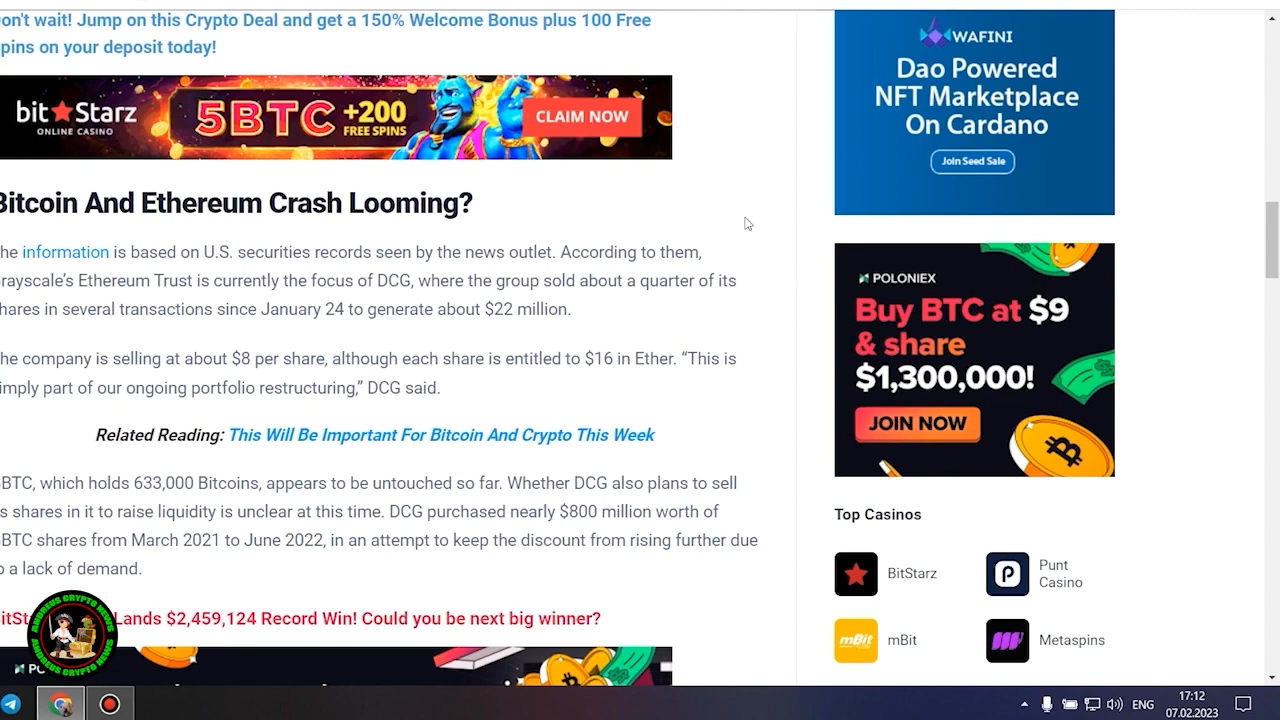 on't wait! Jump on this Crypto Deal and get a 150% Welcome Bonus plus 100 Free
pins on your deposit today!
bit★Starz
ONLINE CASINO
5BTC +200
FREE SPINS
CLAIM NOW
Bitcoin And Ethereum Crash Looming?
he information is based on U.S. securities records seen by the news outlet. According to them,
rayscale's Ethereum Trust is currently the focus of DCG, where the group sold about a quarter of its
hares in several transactions since January 24 to generate about $22 million.
he company is selling at about $8 per share, although each share is entitled to $16 in Ether. “This is
imply part of our ongoing portfolio restructuring,” DCG said.
Related Reading: This Will Be Important For Bitcoin And Crypto This Week
BTC, which holds 633,000 Bitcoins, appears to be untouched so far. Whether DCG also plans to sell
s shares in it to raise liquidity is unclear at this time. DCG purchased nearly $800 million worth of
BTC shares from March 2021 to June 2022, in an attempt to keep the discount from rising further due
o a lack of demand.
itSt Lands $2,459,124 Record Win! Could you be next big winner?
ANDREUS CRYPTO NEWS
ANDREUS CRYPTO NEWS
PO
WAFINI
Dao Powered
NFT Marketplace
On Cardano
Join Seed Sale
POLONIEX
Buy BTC at $9
& share
$1,300,000!
JOIN NOW
Top Casinos
BitStarz
Punt
Casino
mBit
mBit
Metaspins
ENG
17:12
07.02.2023